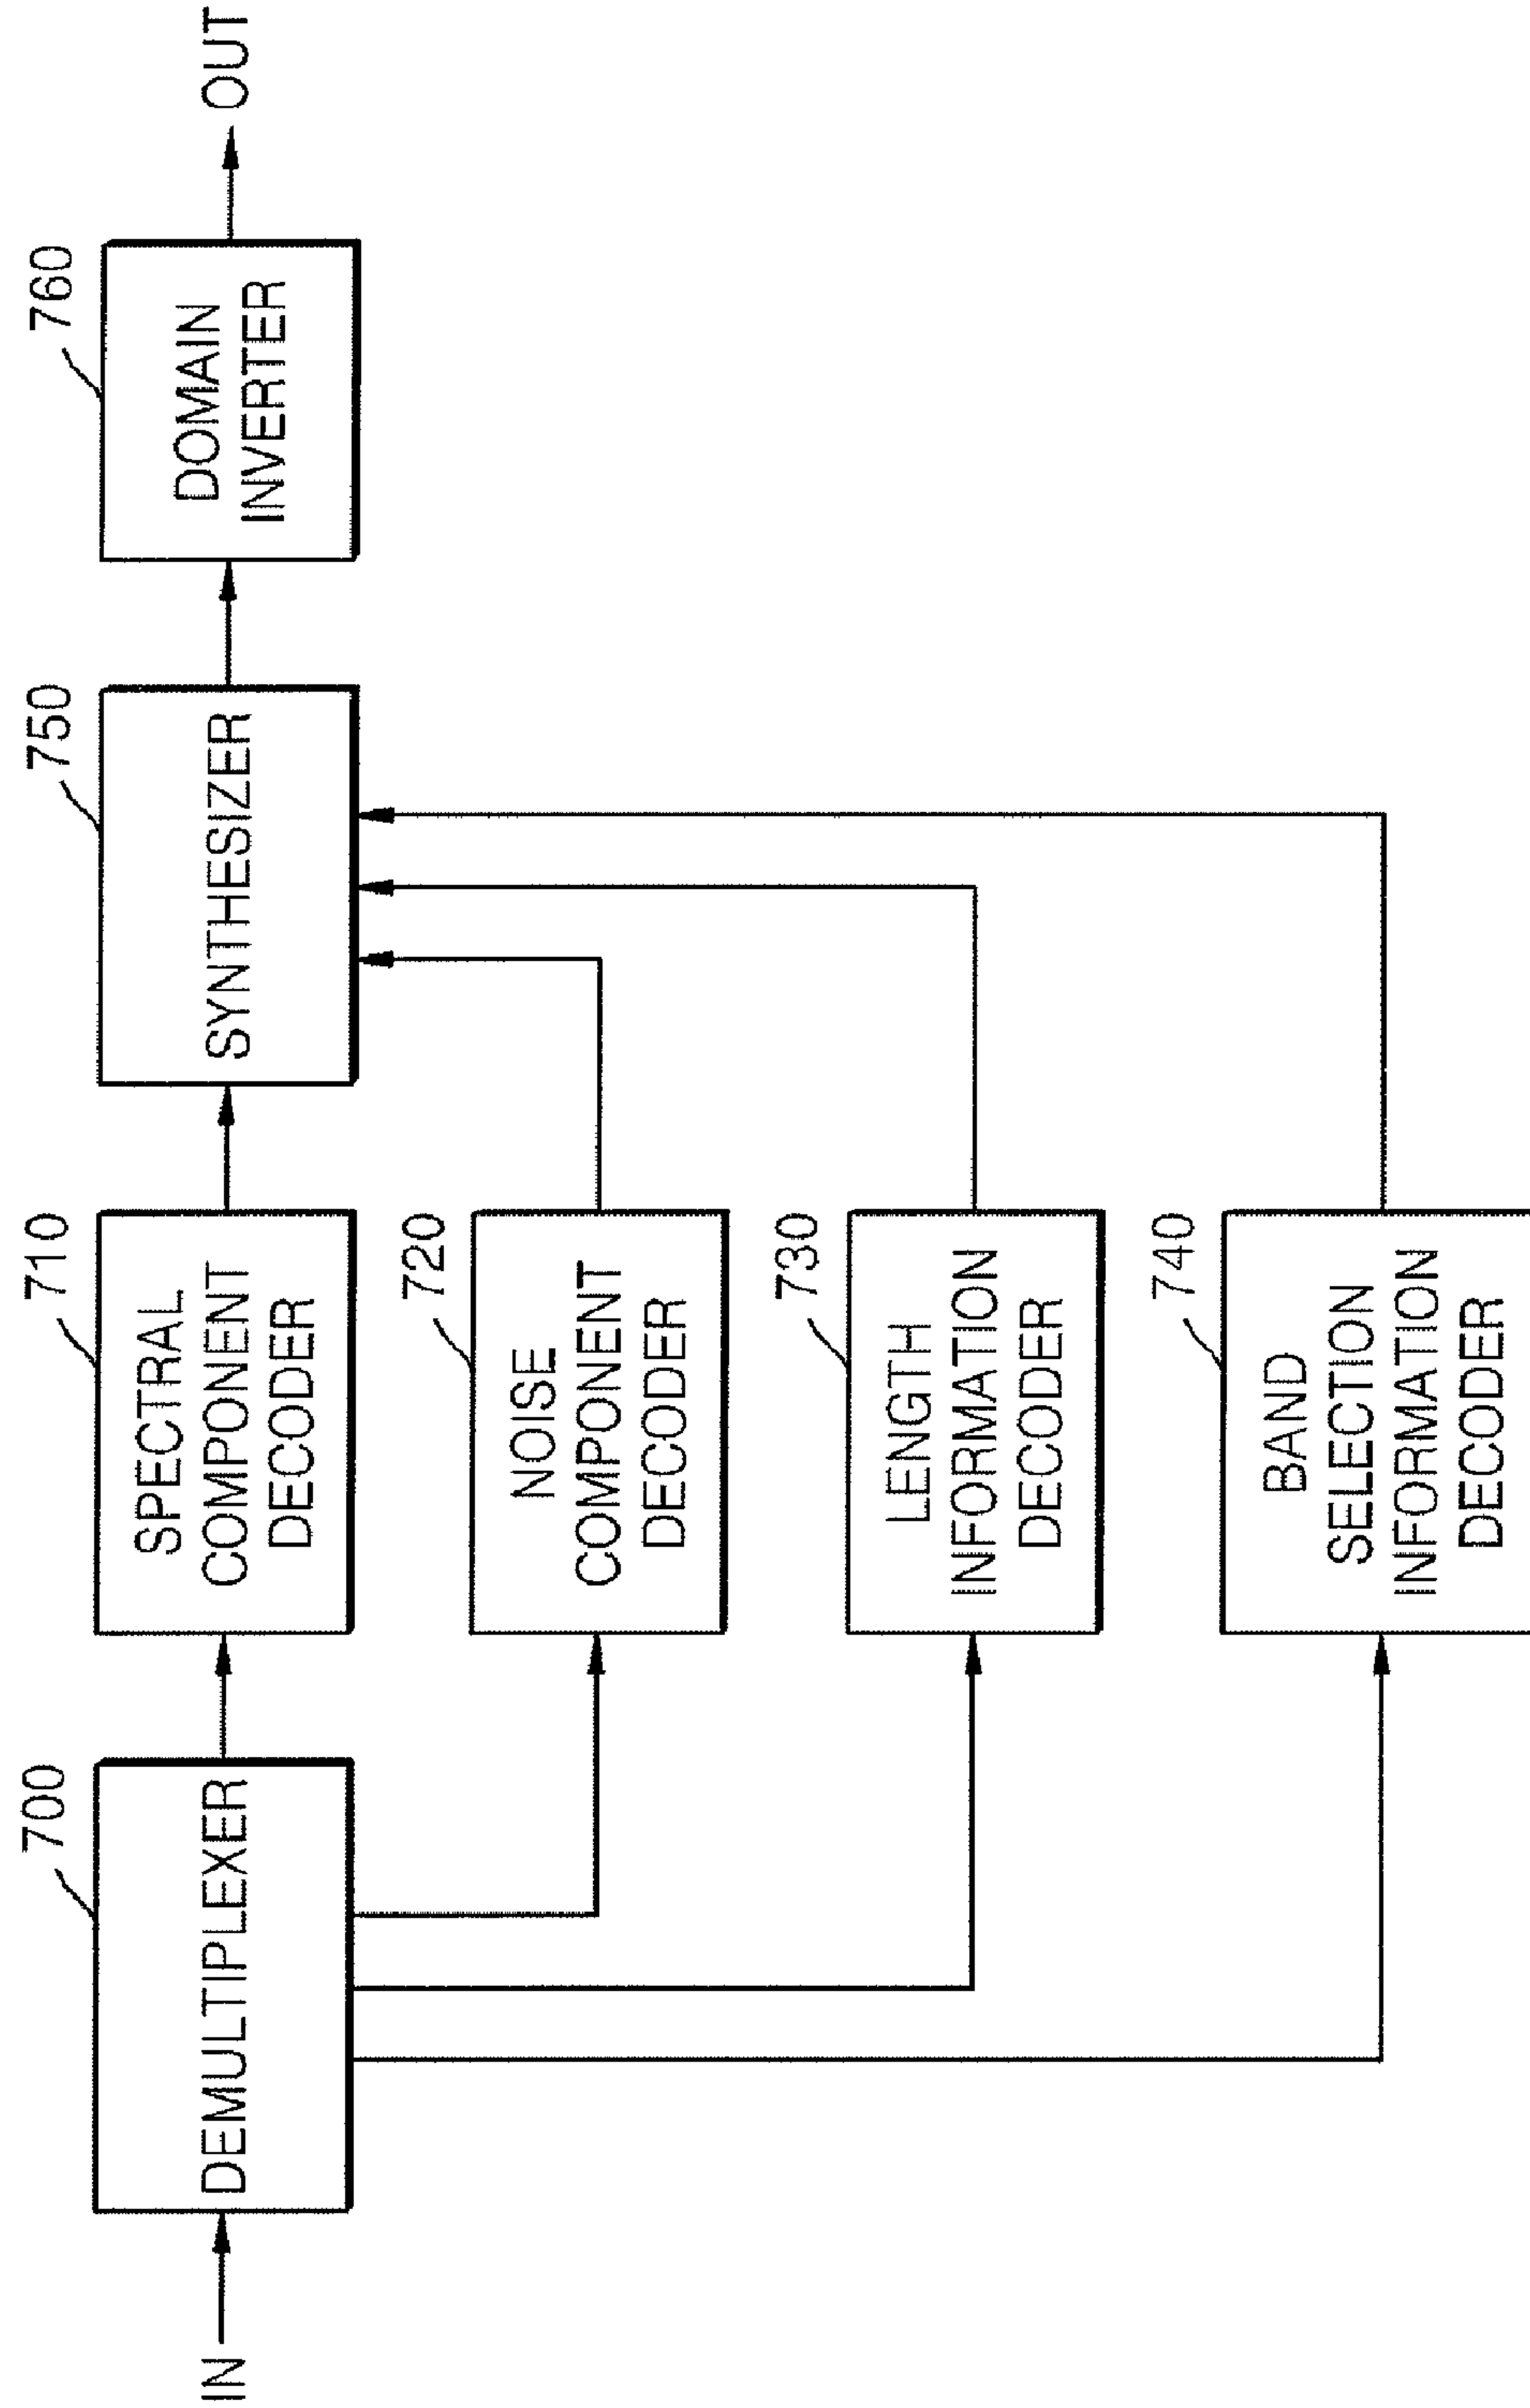 IN
700
DEMULTIPLEXER
710
SPECTRAL
COMPONENT
DECODER
720
NOISE
COMPONENT
DECODER
730
LENGTH
INFORMATION
DECODER
740
BAND
SELECTION
INFORMATION
DECODER
750
SYNTHESIZER
760
DOMAIN
INVERTER
OUT